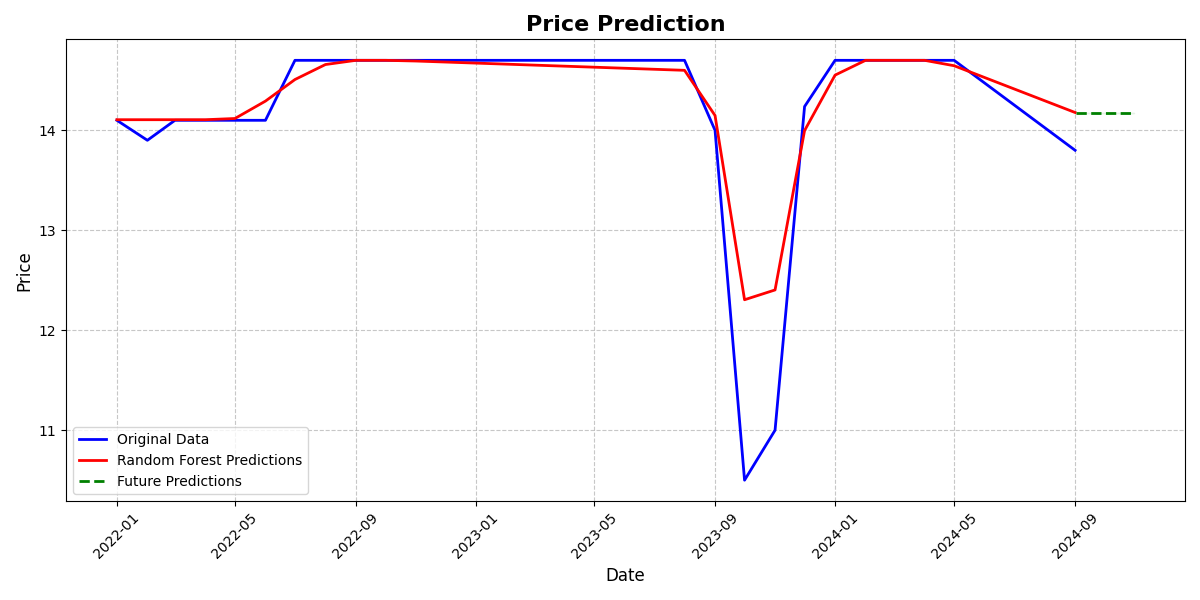 Price Prediction
Price
14
13
12
11
Original Data
Random Forest Predictions
Future Predictions
2022-01
2022-05
2022-09
2023-01
2023-05
2023-09
2024-01
2024-05
2024-09
Date